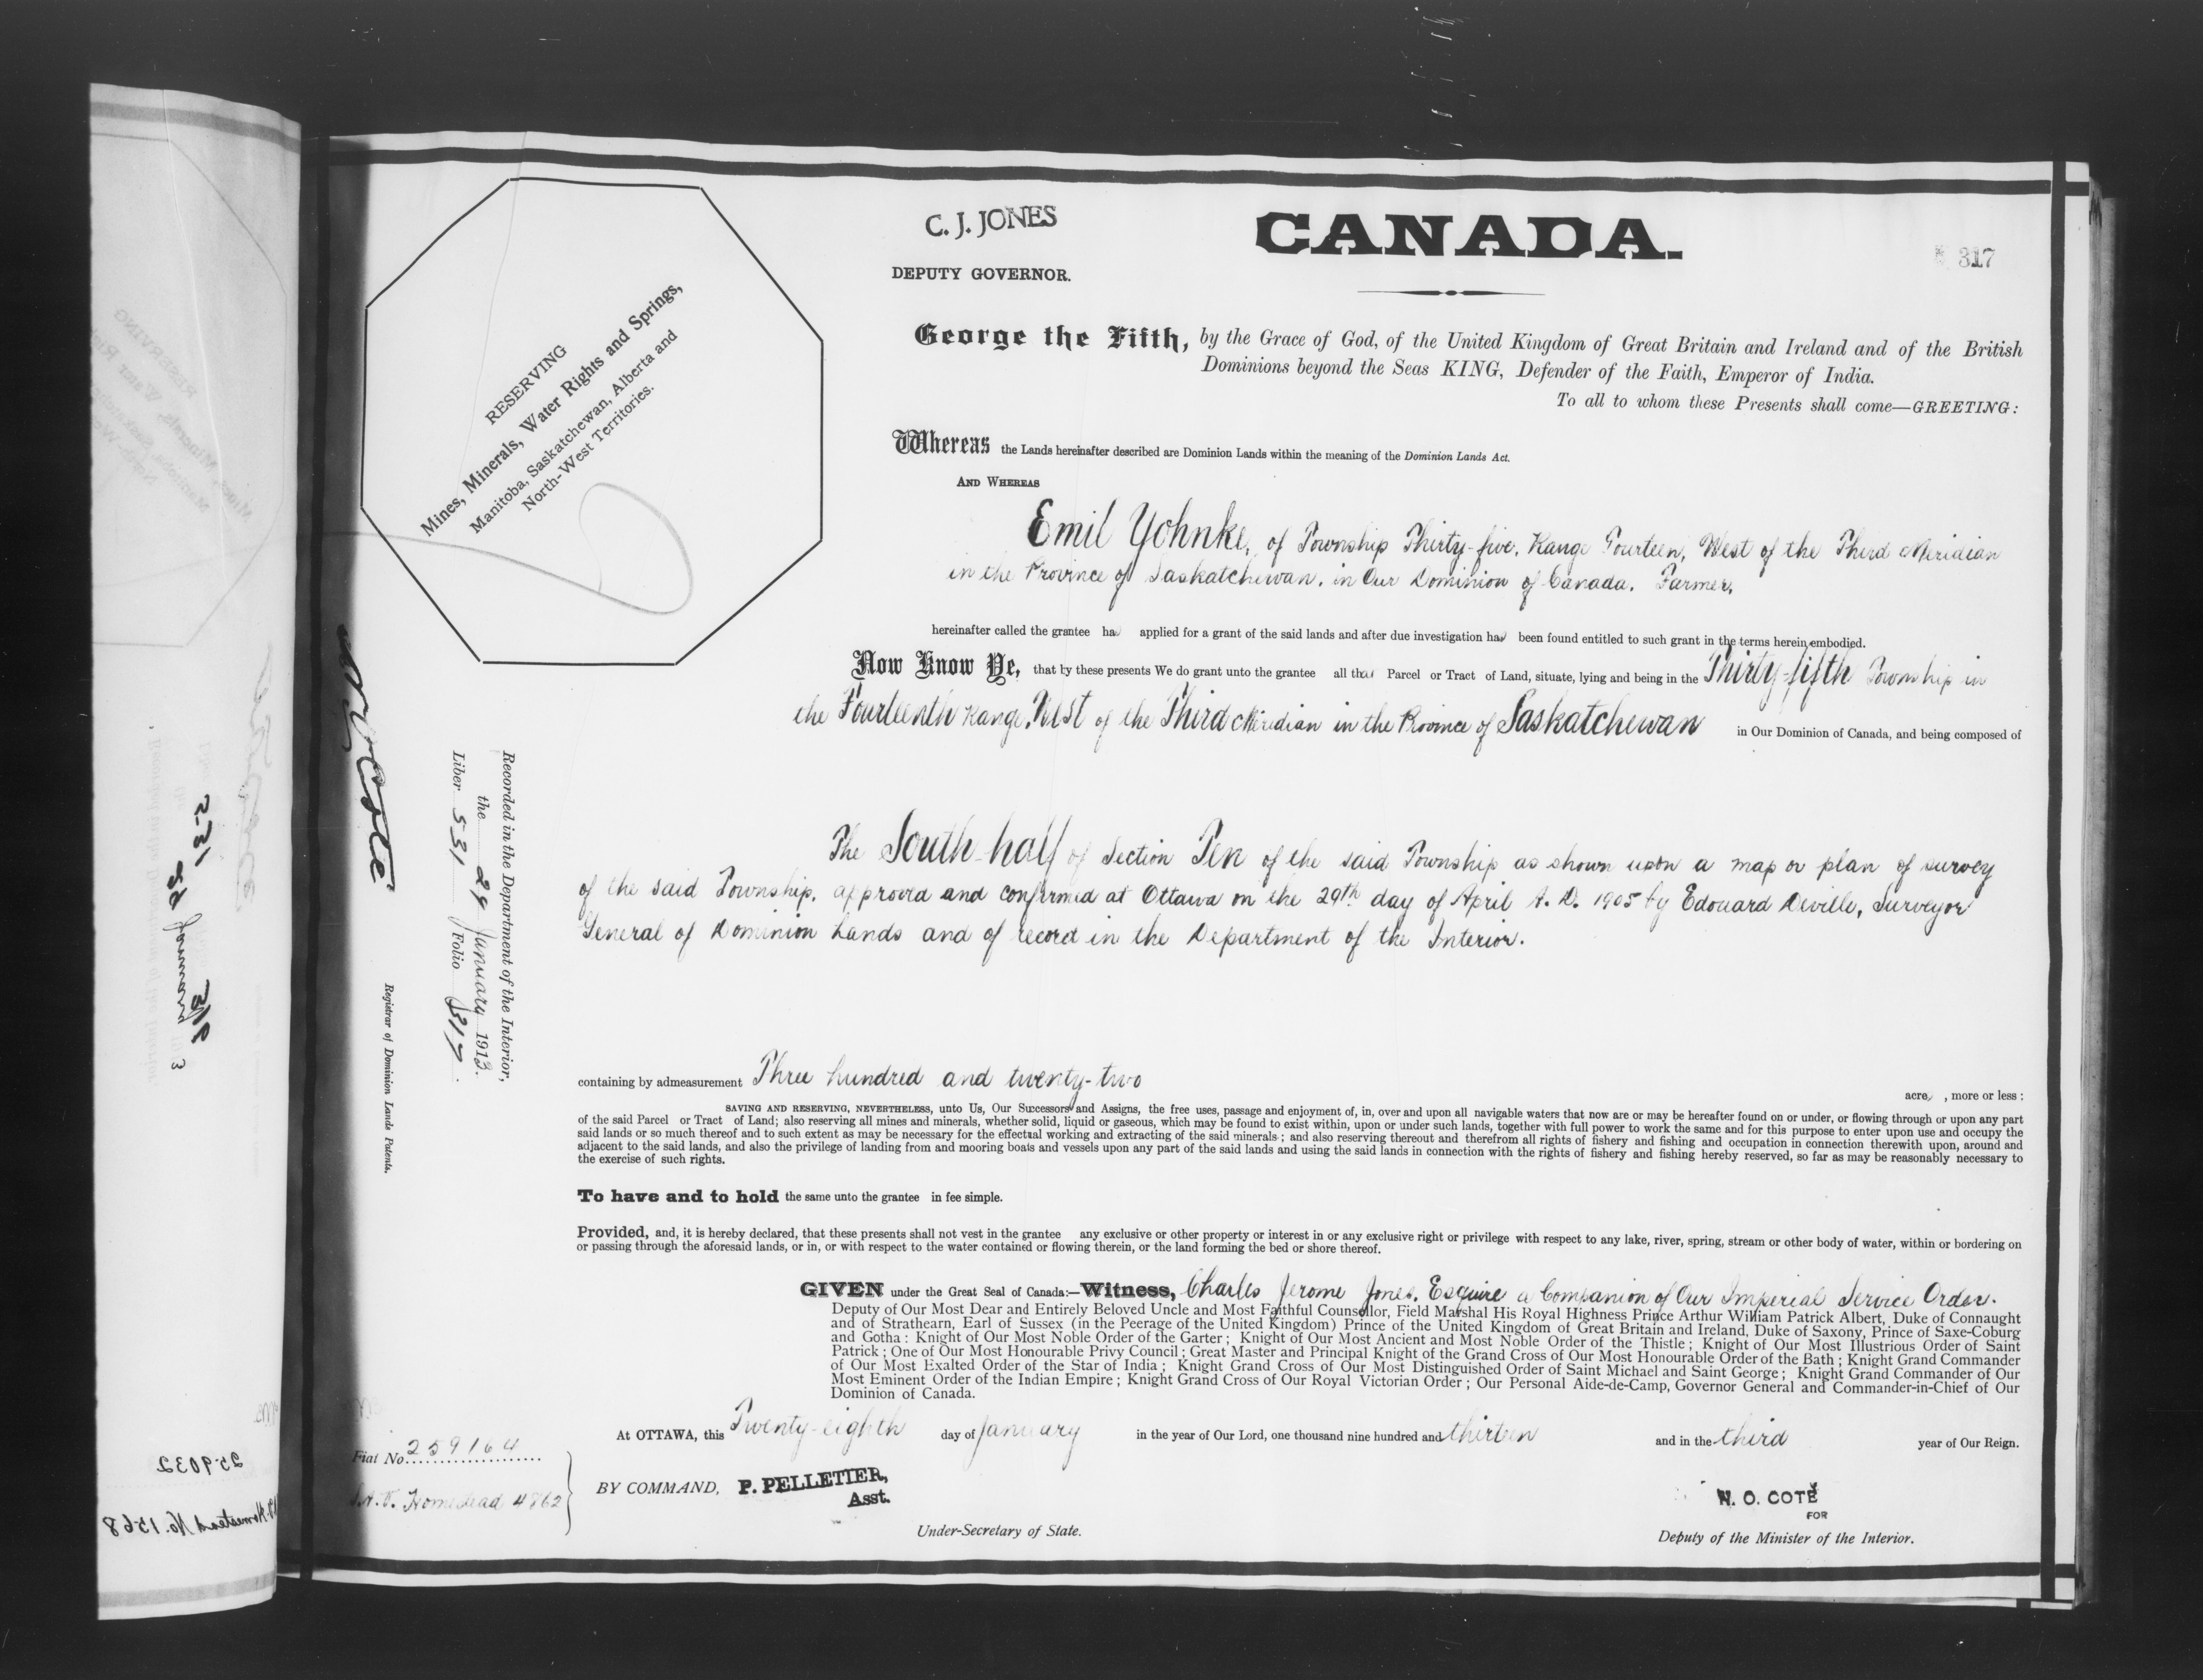 C. J. JONES
DEPUTY GOVERNOR.
CANADA.
317
RESERVING
Mines, Minerals, Water Rights and Springs,
Manitoba, Saskatchewan, Alberta and
North-West Territories.
George the Fifth, by the Grace of God, of the United Kingdom of Great Britain and Ireland and of the British
Dominions beyond the Seas KING, Defender of the Faith, Emperor of India.
To all to whom these Presents shall come—GREETING:
Whereas the Lands hereinafter described are Dominion Lands within the meaning of the Dominion Lands Act.
AND WHEREAS
Emil Yohnke, of Township Thirty-five, Range Fourteen, West of the Third Meridian
in the Province of Saskatchewan, in Our Dominion of Canada. Farmer,
hereinafter called the grantee has applied for a grant of the said lands and after due investigation has been found entitled to such grant in the terms herein embodied.
Now Know Ye, that by these presents We do grant unto the grantee all that Parcel or Tract of Land, situate, lying and being in the Thirty-fifth Township in
the Fourteenth Range, West of the Third Meridian in the Province of Saskatchewan in Our Dominion of Canada, and being composed of
The South-half of Section Ten of the said Township as shown upon a map or plan of survey
of the said Township, approved and confirmed at Ottawa on the 29th day of April A. D. 1905 by Edouard Deville, Surveyor
General of Dominion Lands and of record in the Department of the Interior.
containing by admeasurement Three hundred and twenty-two acres, more or less :
SAVING AND RESERVING, NEVERTHELESS, unto Us, Our Successors and Assigns, the free uses, passage and enjoyment of, in, over and upon all navigable waters that now are or may be hereafter found on or under, or flowing through or upon any part
of the said Parcel or Tract of Land; also reserving all mines and minerals, whether solid, liquid or gaseous, which may be found to exist within, upon or under such lands, together with full power to work the same and for this purpose to enter upon use and occupy the
said lands or so much thereof and to such extent as may be necessary for the effectual working and extracting of the said minerals ; and also reserving thereout and therefrom all rights of fishery and fishing and occupation in connection therewith upon, around and
adjacent to the said lands, and also the privilege of landing from and mooring boats and vessels upon any part of the said lands and using the said lands in connection with the rights of fishery and fishing hereby reserved, so far as may be reasonably necessary to
the exercise of such rights.
To have and to hold the same unto the grantee in fee simple.
Provided, and, it is hereby declared, that these presents shall not vest in the grantee any exclusive or other property or interest in or any exclusive right or privilege with respect to any lake, river, spring, stream or other body of water, within or bordering on
or passing through the aforesaid lands, or in, or with respect to the water contained or flowing therein, or the land forming the bed or shore thereof.
GIVEN under the Great Seal of Canada:—Witness, Charles Jerome Jones, Esquire a Companion of Our Imperial Service Order.
Deputy of Our Most Dear and Entirely Beloved Uncle and Most Faithful Counsellor, Field Marshal His Royal Highness Prince Arthur William Patrick Albert, Duke of Connaught
and of Strathearn, Earl of Sussex (in the Peerage of the United Kingdom) Prince of the United Kingdom of Great Britain and Ireland, Duke of Saxony, Prince of Saxe-Coburg
and Gotha : Knight of Our Most Noble Order of the Garter ; Knight of Our Most Ancient and Most Noble Order of the Thistle ; Knight of Our Most Illustrious Order of Saint
Patrick ; One of Our Most Honourable Privy Council ; Great Master and Principal Knight of the Grand Cross of Our Most Honourable Order of the Bath ; Knight Grand Commander
of Our Most Exalted Order of the Star of India ; Knight Grand Cross of Our Most Distinguished Order of Saint Michael and Saint George ; Knight Grand Commander of Our
Most Eminent Order of the Indian Empire ; Knight Grand Cross of Our Royal Victorian Order ; Our Personal Aide-de-Camp, Governor General and Commander-in-Chief of Our
Dominion of Canada.
At OTTAWA, this Twenty-eighth day of January in the year of Our Lord, one thousand nine hundred and thirteen and in the third year of Our Reign.
BY COMMAND, P. PELLETIER,
Asst.
Under-Secretary of State.
N. O. COTÉ
FOR
Deputy of the Minister of the Interior.
Recorded in the Department of the Interior,
the 29 January 1913.
Liber 531 Folio 317.
N. O. Coté
Registrar of Dominion Lands Patents.
Fiat No. 259164
Homestead 4862
259032
Homestead No. 1568